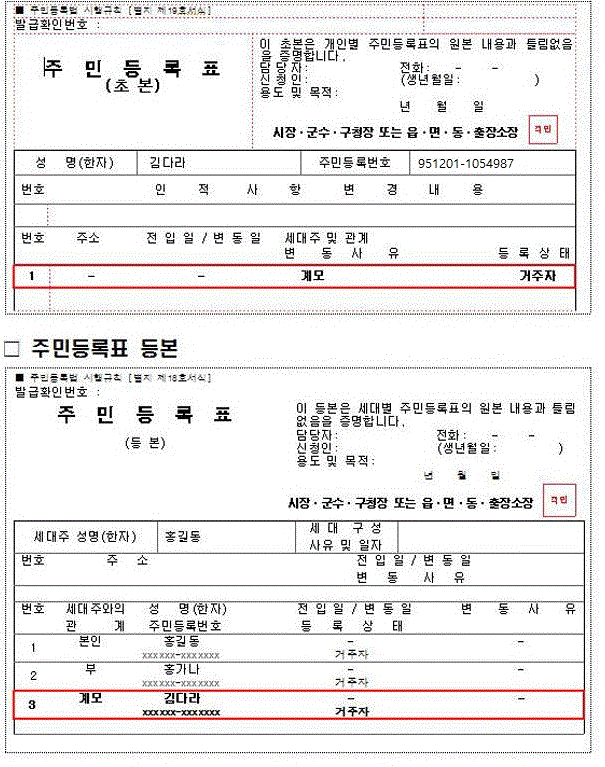 ■ 주민등록법 시행규칙 [별지 제19호서식]
발급확인번호 :
주 민 등 록 표
(초 본)
이 초본은 개인별 주민등록표의 원본 내용과 틀림없음
을 증명합니다.
담당자: 전화: - -
신청인: (생년월일: )
용도 및 목적:
년 월 일
시장·군수·구청장 또는 읍·면·동·출장소장
직인
성 명(한자) 김다라 주민등록번호 951201-1054987
번호 인 적 사 항 변 경 내 용
번호 주소 전 입 일 / 변 동 일 세대주 및 관계
변 동 사 유 등 록 상 태
1 - - 계모 거주자
□ 주민등록표 등본
■ 주민등록법 시행규칙 [별지 제18호서식]
발급확인번호 :
주 민 등 록 표
(등 본)
이 등본은 세대별 주민등록표의 원본 내용과 틀림
없음을 증명합니다.
담당자: 전화: - -
신청인: (생년월일: )
용도 및 목적:
년 월 일
시장·군수·구청장 또는 읍·면·동·출장소장
직인
세대주 성명(한자) 홍길동 세 대 구 성
사유 및 일자
번호 주 소 전 입 일 / 변 동 일
변 동 사 유
번호 세대주와의 성 명(한자) 전 입 일 / 변 동 일 변 동 사 유
관 계 주민등록번호 등 록 상 태
1 본인 홍길동 - -
xxxxxx-xxxxxxx 거주자
2 부 홍가나 - -
xxxxxx-xxxxxxx 거주자
3 계모 김다라 - -
xxxxxx-xxxxxxx 거주자